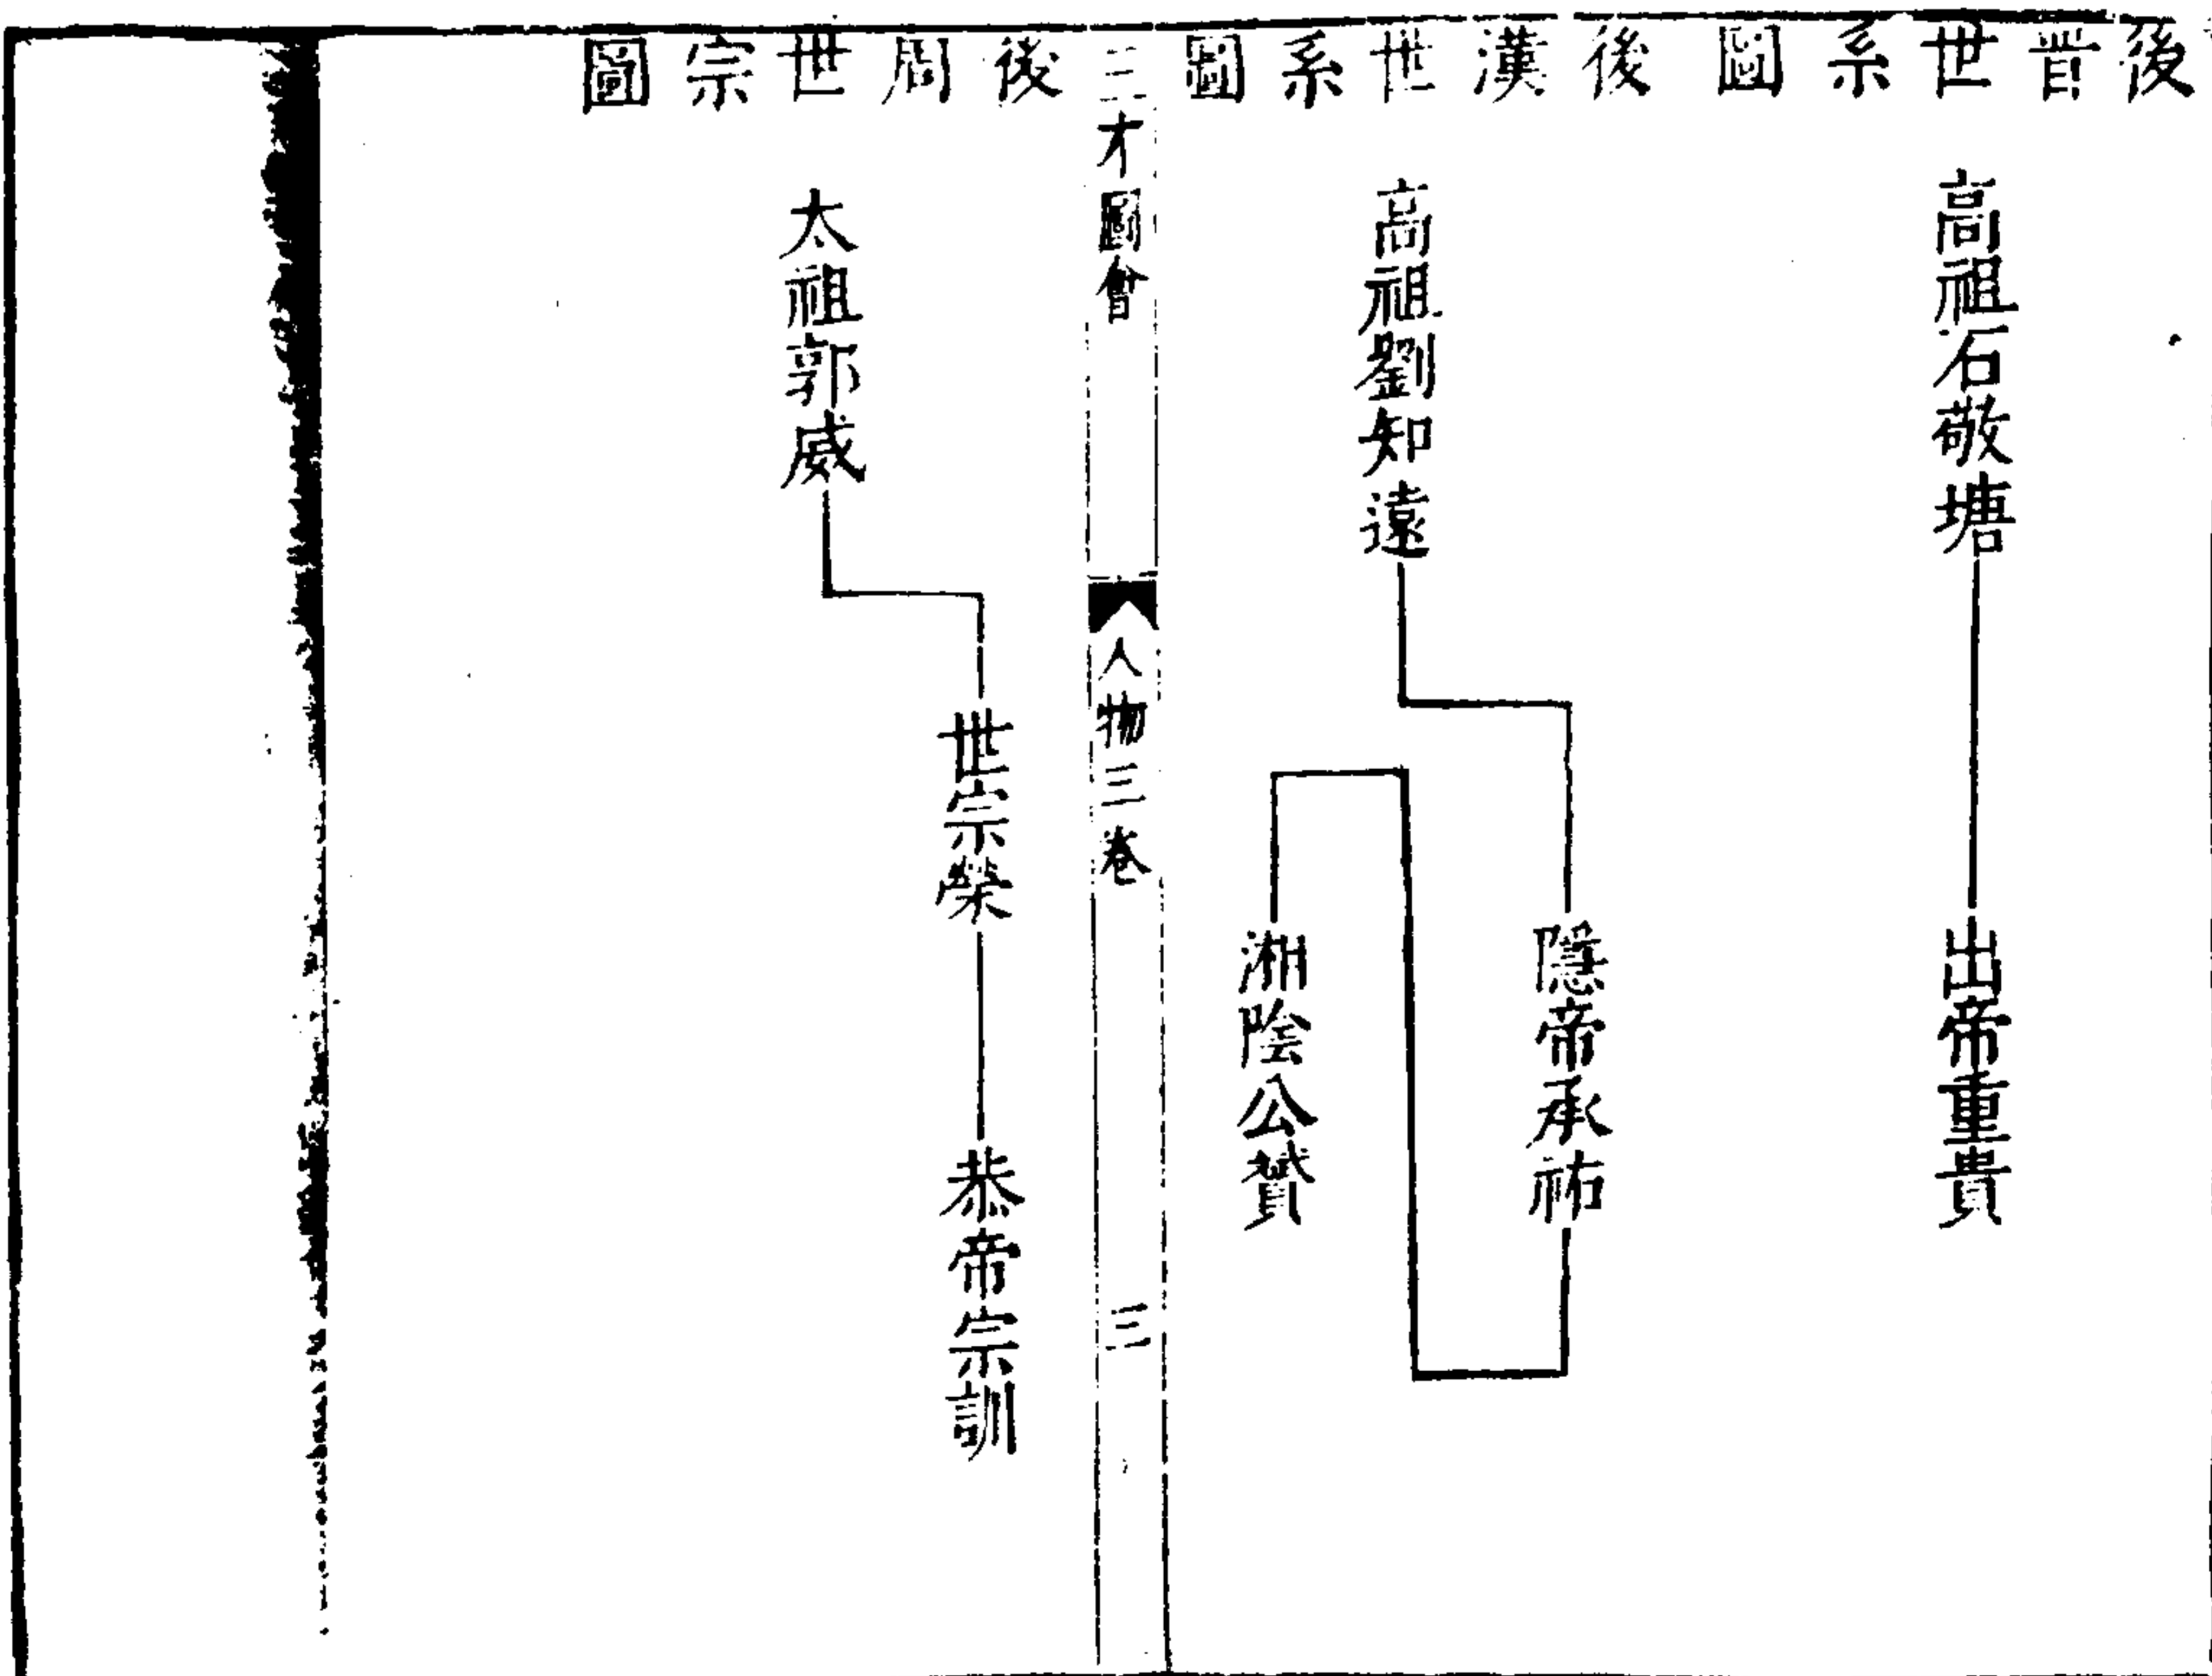 後晋世系圖
高祖石敬塘
出帝重貴
後漢世系圖
高祖劉知遠
隱帝承祐
湘陰公贇
三才圖會
人物三卷
三
後周世宗圖
太祖郭威
世宗榮
恭帝宗訓